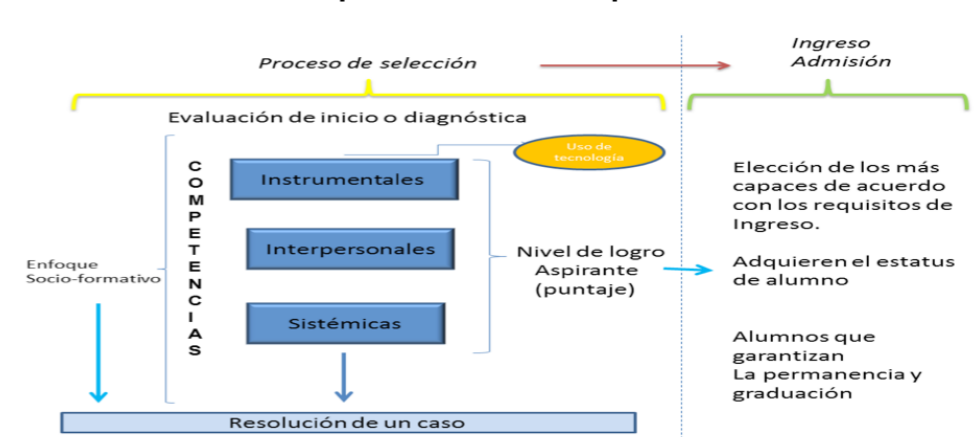 Proceso de selección
Ingreso
Admisión
Evaluación de inicio o diagnóstica
Uso de
tecnología
COMPETENCIAS
Instrumentales
Interpersonales
Sistémicas
Enfoque
Socio-formativo
Nivel de logro
Aspirante
(puntaje)
Resolución de un caso
Elección de los más
capaces de acuerdo
con los requisitos de
Ingreso.
Adquieren el estatus
de alumno
Alumnos que
garantizan
La permanencia y
graduación